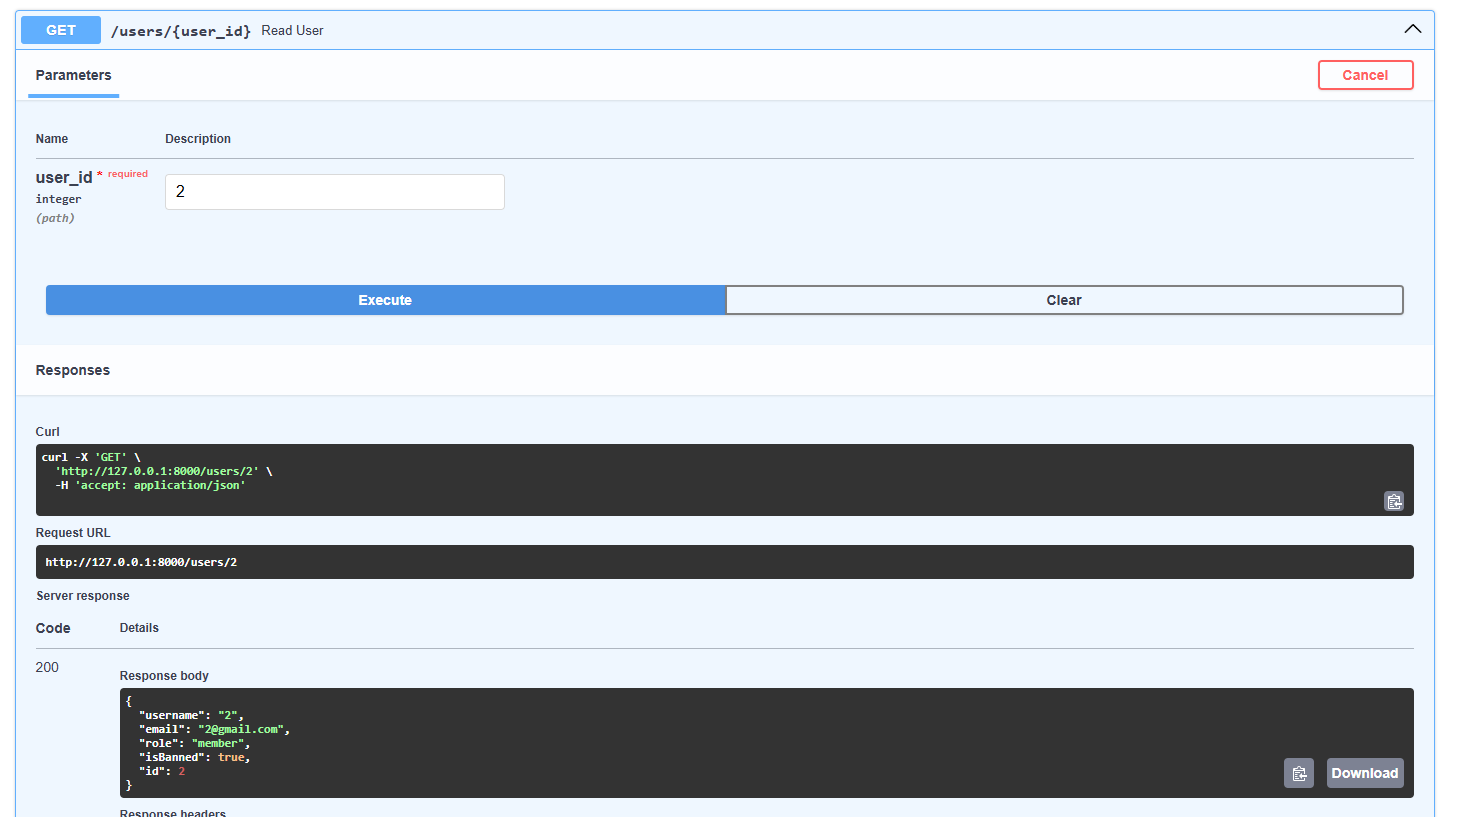 GET /users/{user_id} Read User
Parameters
Cancel
Name Description
user_id * required
integer
(path)
2
Execute Clear
Responses
Curl
curl -X 'GET' \
  'http://127.0.0.1:8000/users/2' \
  -H 'accept: application/json'
Request URL
http://127.0.0.1:8000/users/2
Server response
Code Details
200
Response body
{
  "username": "2",
  "email": "2@gmail.com",
  "role": "member",
  "isBanned": true,
  "id": 2
}
Download
Response headers